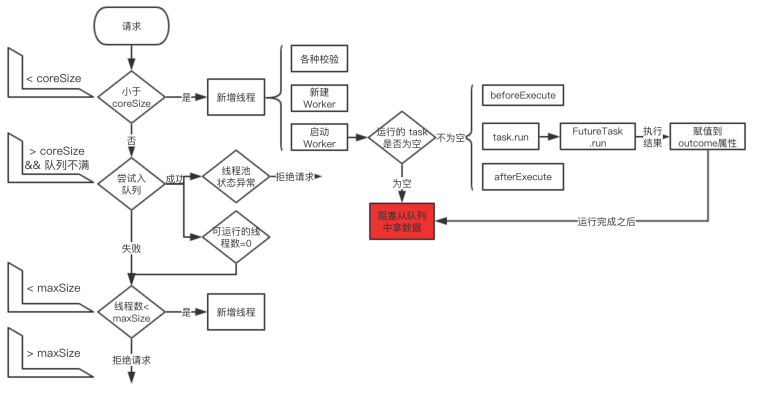 请求
< coreSize
小于
coreSize
是
新增线程
各种校验
新建
Worker
启动
Worker
运行的 task
是否为空
不为空
beforeExecute
task.run
FutureTask
.run
执行
结果
赋值到
outcome属性
afterExecute
为空
阻塞从队列
中拿数据
运行完成之后
否
> coreSize
&& 队列不满
尝试入
队列
成功
线程池
状态异常
拒绝请求
可运行的线
程数=0
失败
< maxSize
线程数<
maxSize
是
新增线程
> maxSize
拒绝请求